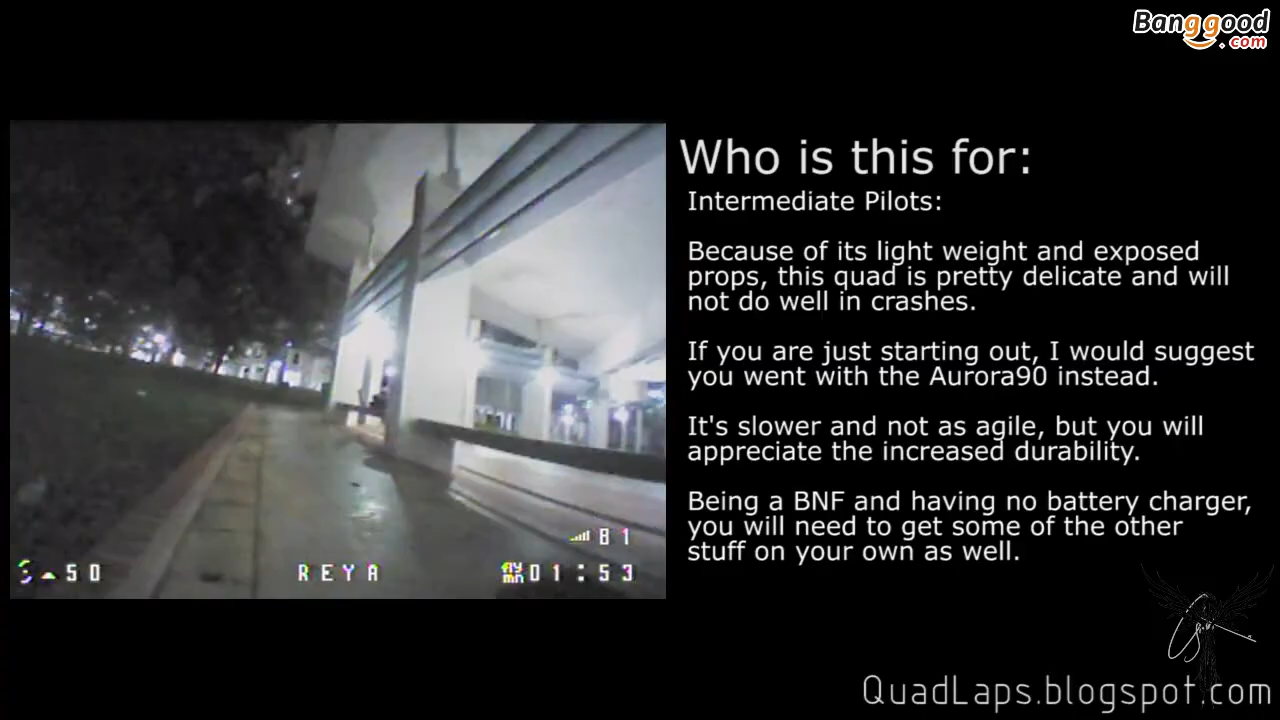 Banggood
.com
Who is this for:
Intermediate Pilots:
Because of its light weight and exposed
props, this quad is pretty delicate and will
not do well in crashes.
If you are just starting out, I would suggest
you went with the Aurora90 instead.
It's slower and not as agile, but you will
appreciate the increased durability.
Being a BNF and having no battery charger,
you will need to get some of the other
stuff on your own as well.
81
50
REYA
FLY
mn
01:53
QuadLaps.blogspot.com